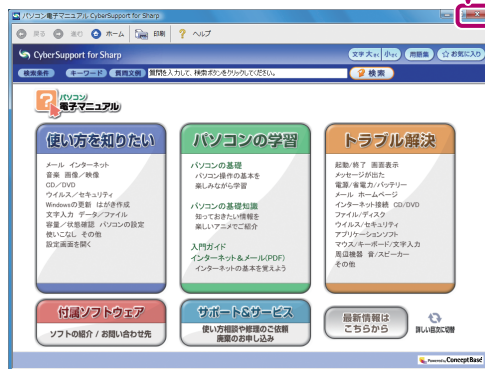 パソコン電子マニュアル CyberSupport for Sharp
戻る 進む ホーム 印刷 ヘルプ
CyberSupport for Sharp
文字 大きく 小さく 用語集 ☆お気に入り
検索条件 キーワード 質問文例 質問を入力して、検索ボタンをクリックしてください。 検索
パソコン
電子マニュアル
使い方を知りたい
メール インターネット
音楽 画像／映像
CD／DVD
ウイルス／セキュリティ
Windowsの更新 はがき作成
文字入力 データ／ファイル
容量／状態確認 パソコンの設定
使いこなし その他
設定画面を開く
パソコンの学習
パソコンの基礎
パソコン操作の基本を
楽しみながら学習
パソコンの基礎知識
知っておきたい情報を
楽しいアニメでご紹介
入門ガイド
インターネット&メール(PDF)
インターネットの基本を覚えよう
トラブル解決
起動／終了 画面表示
メッセージが出た
電源／省電力／バッテリー
メール ホームページ
インターネット接続 CD／DVD
ファイル／ディスク
ウイルス／セキュリティ
アプリケーションソフト
マウス／キーボード／文字入力
周辺機器 音／スピーカー
その他
付属ソフトウェア
ソフトの紹介 / お問い合わせ先
サポート&サービス
使い方相談や修理のご依頼
廃棄のお申し込み
最新情報は
こちらから
詳しい目次に切替
Powered by ConceptBase